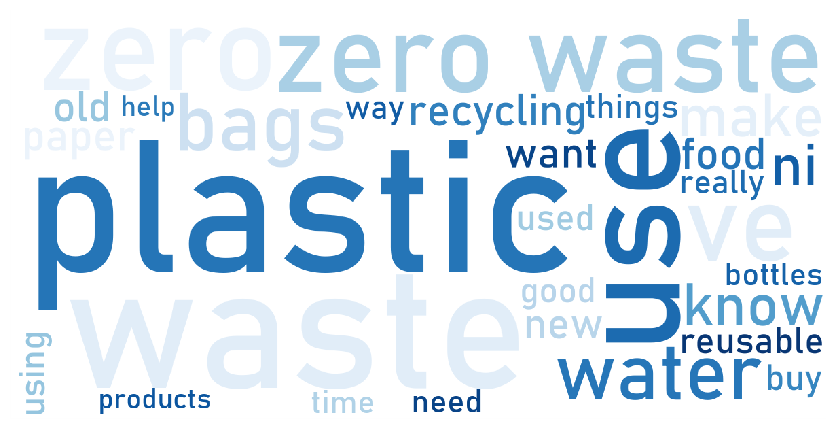 zero zero waste
old help bags way recycling things make
paper want use food ni
really
plastic used ve
bottles
waste good know
new reusable
using water buy
products time need